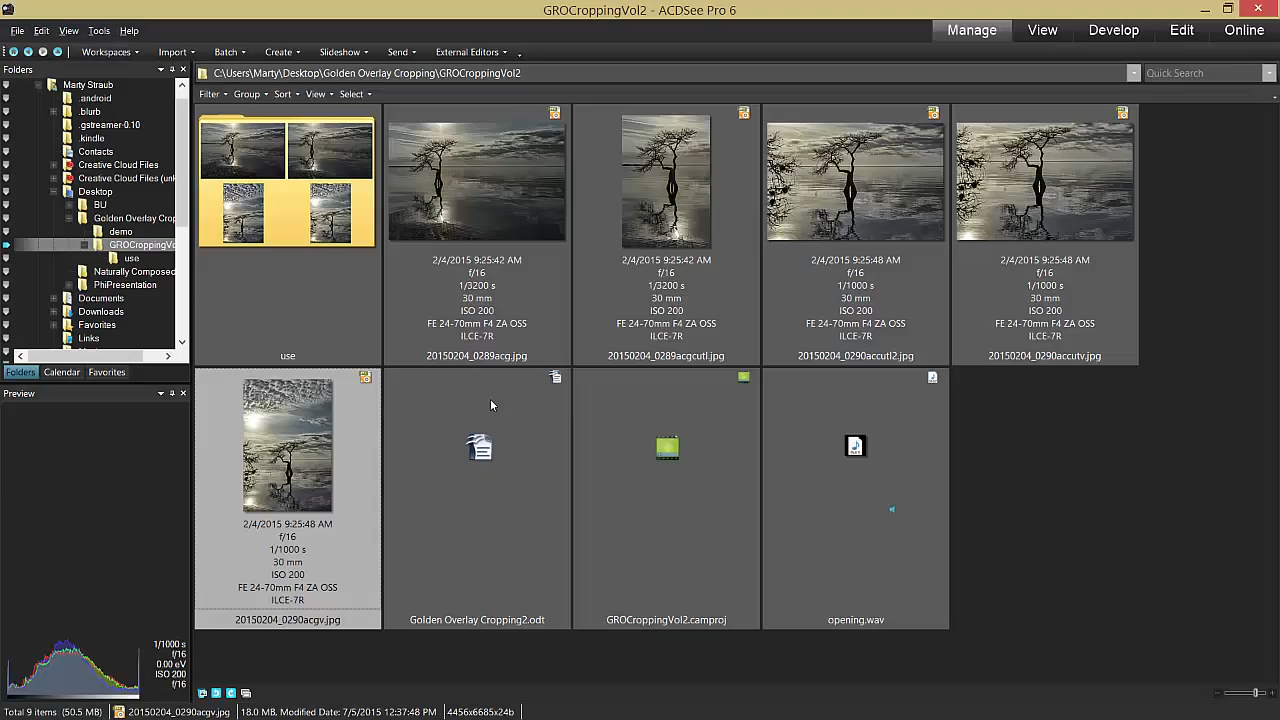 GROCroppingVol2 - ACDSee Pro 6
File Edit View Tools Help
Manage View Develop Edit Online
Workspaces Import Batch Create Slideshow Send External Editors
Folders
C:\Users\Marty\Desktop\Golden Overlay Cropping\GROCroppingVol2
Quick Search
Filter Group Sort View Select
Marty Straub
.android
.blurb
.gstreamer-0.10
.kindle
Contacts
Creative Cloud Files
Creative Cloud Files (unk
Desktop
BU
Golden Overlay Crop
demo
GROCroppingVo
use
Naturally Composed
PhiPresentation
Documents
Downloads
Favorites
Links
Folders Calendar Favorites
Preview
use
2/4/2015 9:25:42 AM
f/16
1/3200 s
30 mm
ISO 200
FE 24-70mm F4 ZA OSS
ILCE-7R
20150204_0289acg.jpg
2/4/2015 9:25:42 AM
f/16
1/3200 s
30 mm
ISO 200
FE 24-70mm F4 ZA OSS
ILCE-7R
20150204_0289acgcutl.jpg
2/4/2015 9:25:48 AM
f/16
1/1000 s
30 mm
ISO 200
FE 24-70mm F4 ZA OSS
ILCE-7R
20150204_0290accutl2.jpg
2/4/2015 9:25:48 AM
f/16
1/1000 s
30 mm
ISO 200
FE 24-70mm F4 ZA OSS
ILCE-7R
20150204_0290accutv.jpg
2/4/2015 9:25:48 AM
f/16
1/1000 s
30 mm
ISO 200
FE 24-70mm F4 ZA OSS
ILCE-7R
20150204_0290acgv.jpg
Golden Overlay Cropping2.odt
GROCroppingVol2.camproj
opening.wav
1/1000 s
f/16
0.00 eV
ISO 200
f/16
Total 9 items (50.5 MB) 20150204_0290acgv.jpg 18.0 MB, Modified Date: 7/5/2015 12:37:48 PM 4456x6685x24b